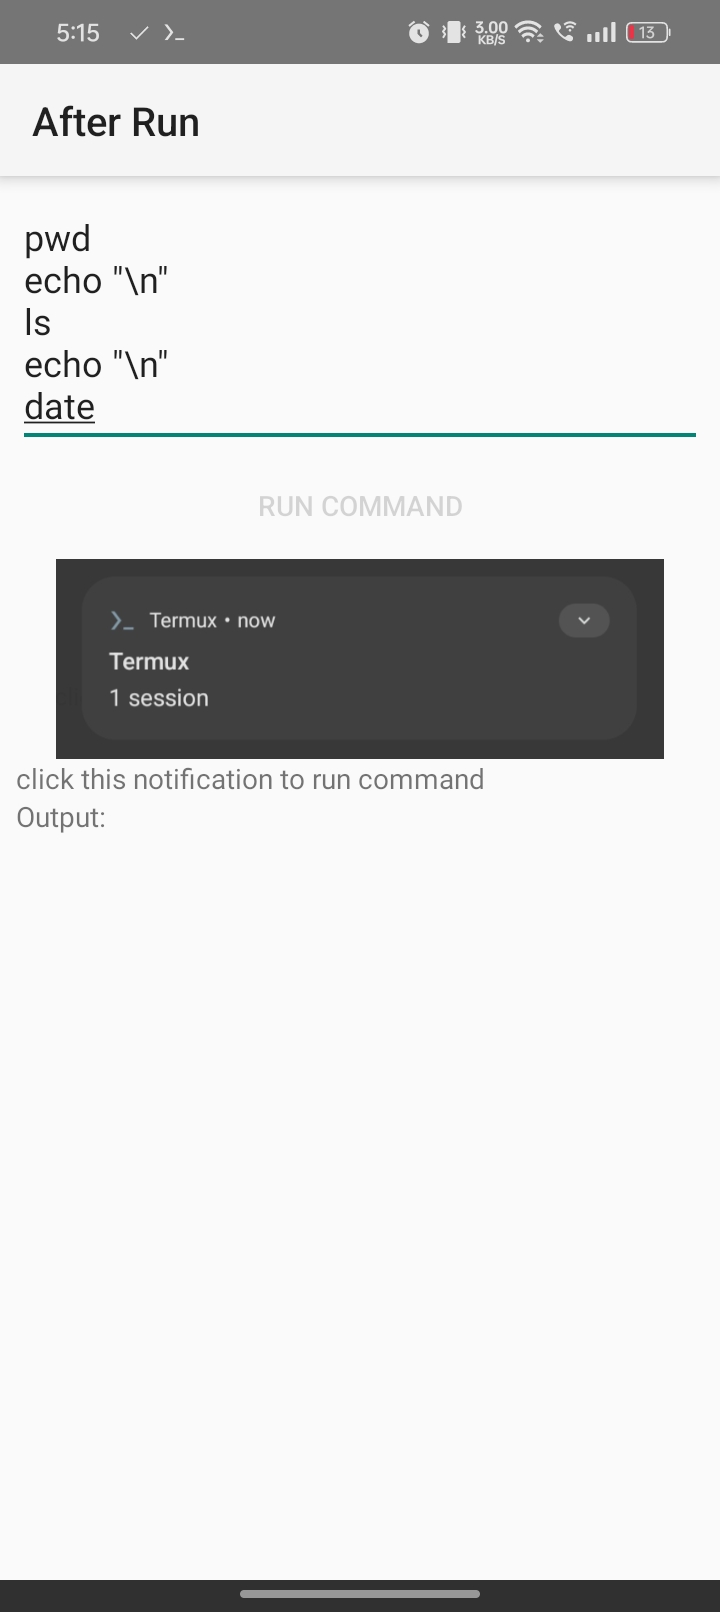 5:15
3.00
KB/S
13
After Run
pwd
echo "\n"
ls
echo "\n"
date
RUN COMMAND
Termux • now
Termux
1 session
click this notification to run command
Output: